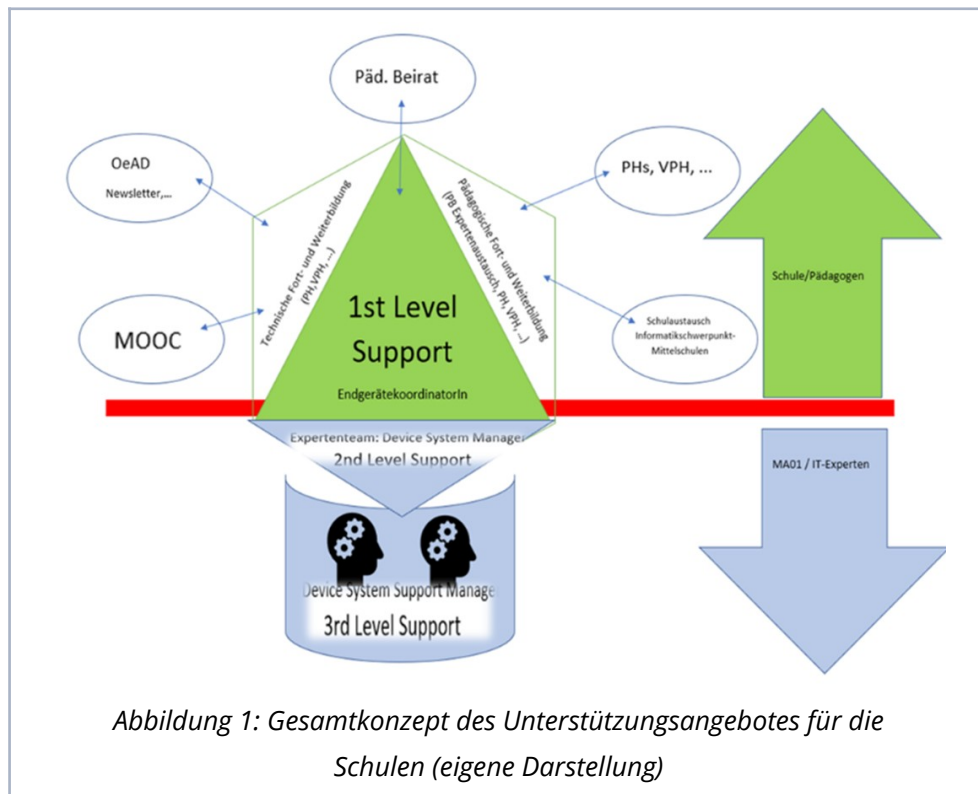 Päd. Beirat
OeAD
Newsletter,...
PHs, VPH, ...
Technische Fort- und Weiterbildung
(PH,VPH, ...)
Pädagogische Fort- und Weiterbildung
(PB Expertenaustausch, PH, VPH, ...)
MOOC
1st Level
Support
EndgerätekoordinatorIn
Schulaustausch
Informatikschwerpunkt-
Mittelschulen
Schule/Pädagogen
Expertenteam: Device System Manager
2nd Level Support
MA01 / IT-Experten
Device System Support Manage
3rd Level Support
Abbildung 1: Gesamtkonzept des Unterstützungsangebotes für die
Schulen (eigene Darstellung)